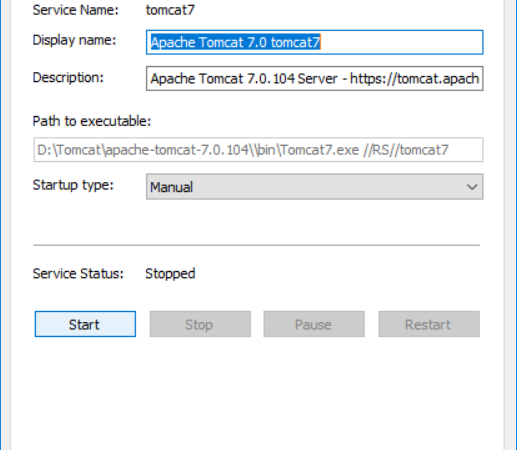 Service Name: tomcat7
Display name: Apache Tomcat 7.0 tomcat7
Description: Apache Tomcat 7.0.104 Server - https://tomcat.apach
Path to executable:
D:\Tomcat\apache-tomcat-7.0.104\\bin\Tomcat7.exe //RS//tomcat7
Startup type: Manual
Service Status: Stopped
Start Stop Pause Restart